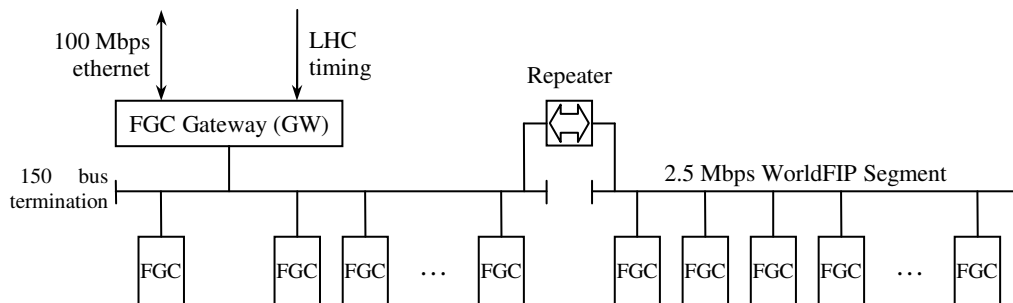 100 Mbps
ethernet
LHC
timing
Repeater
FGC Gateway (GW)
150 bus
termination
2.5 Mbps WorldFIP Segment
FGC
FGC
FGC
…
FGC
FGC
FGC
FGC
FGC
…
FGC